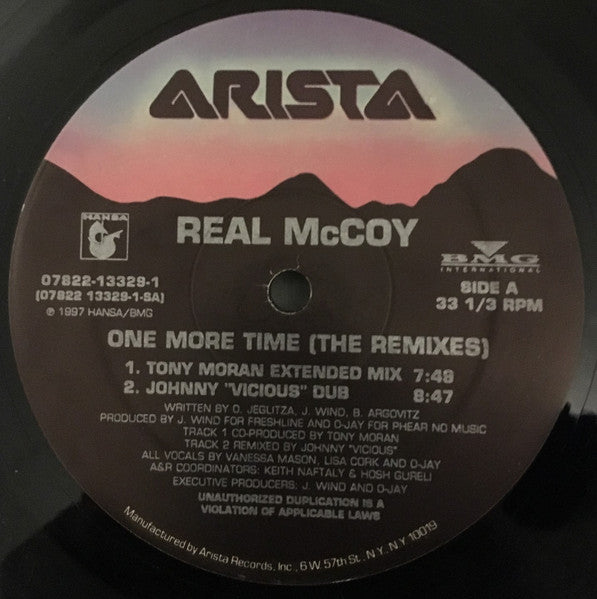 ARISTA
REAL McCOY
HANSA
BMG
INTERNATIONAL
07822-13329-1
(07822 13329-1-SA)
℗ 1997 HANSA/BMG
SIDE A
33 1/3 RPM
ONE MORE TIME (THE REMIXES)
1. TONY MORAN EXTENDED MIX 7:48
2. JOHNNY "VICIOUS" DUB 8:47
WRITTEN BY O. JEGLITZA, J. WIND, B. ARGOVITZ
PRODUCED BY J. WIND FOR FRESHLINE AND O-JAY FOR PHEAR NO MUSIC
TRACK 1 CO-PRODUCED BY TONY MORAN
TRACK 2 REMIXED BY JOHNNY "VICIOUS"
ALL VOCALS BY VANESSA MASON, LISA CORK AND O-JAY
A&R COORDINATORS: KEITH NAFTALY & HOSH GURELI
EXECUTIVE PRODUCERS: J. WIND AND O-JAY
UNAUTHORIZED DUPLICATION IS A
VIOLATION OF APPLICABLE LAWS
Manufactured by Arista Records, Inc., 6 W. 57th St., N.Y., N.Y 10019